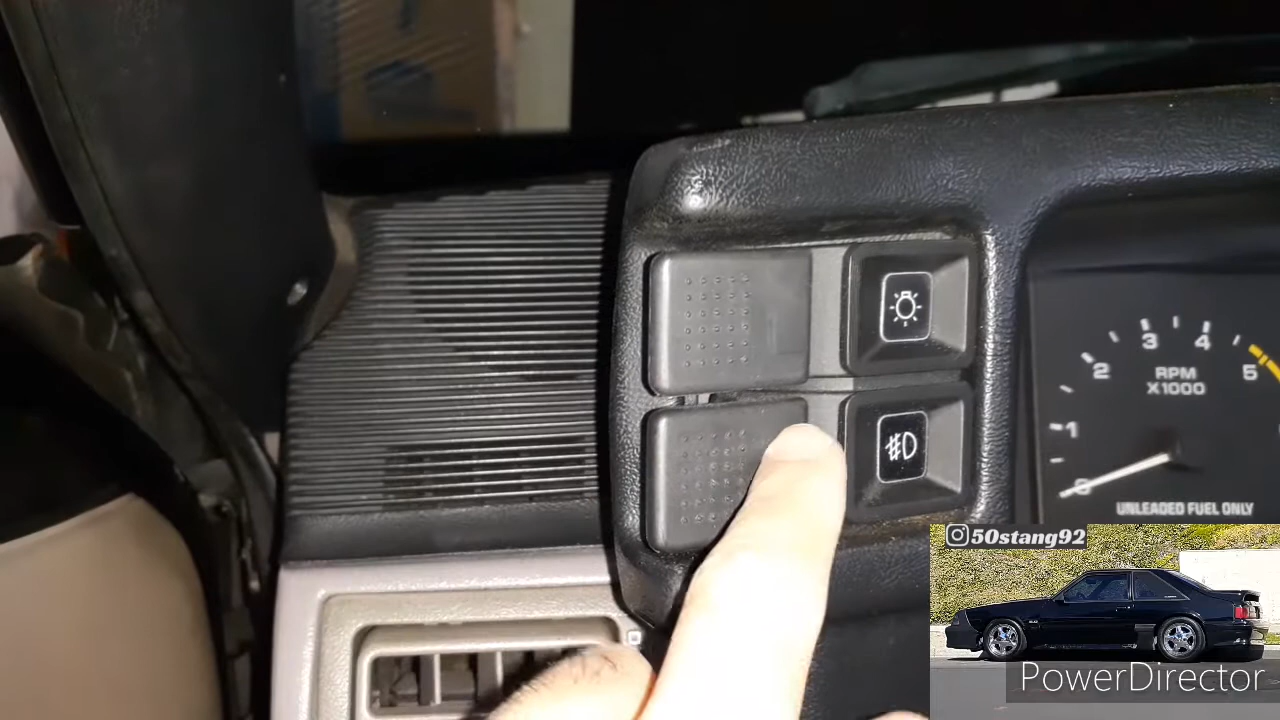 3
4
2
5
RPM
X1000
1
0
UNLEADED FUEL ONLY
50stang92
PowerDirector